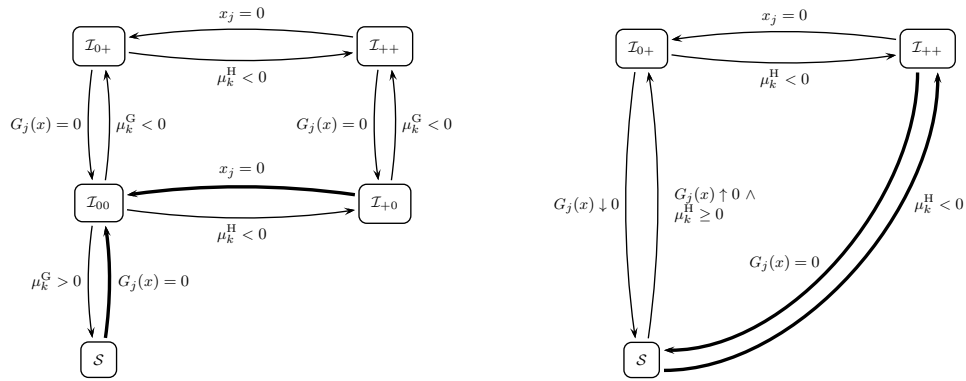 x_j = 0
x_j = 0
𝓘_{0+}
𝓘_{++}
𝓘_{0+}
𝓘_{++}
μ_k^H < 0
μ_k^H < 0
G_j(x) = 0
μ_k^G < 0
G_j(x) = 0
μ_k^G < 0
x_j = 0
G_j(x) ↓ 0
G_j(x) ↑ 0 ∧
μ_k^H ≥ 0
μ_k^H < 0
𝓘_{00}
𝓘_{+0}
μ_k^H < 0
G_j(x) = 0
μ_k^G > 0
G_j(x) = 0
𝓢
𝓢